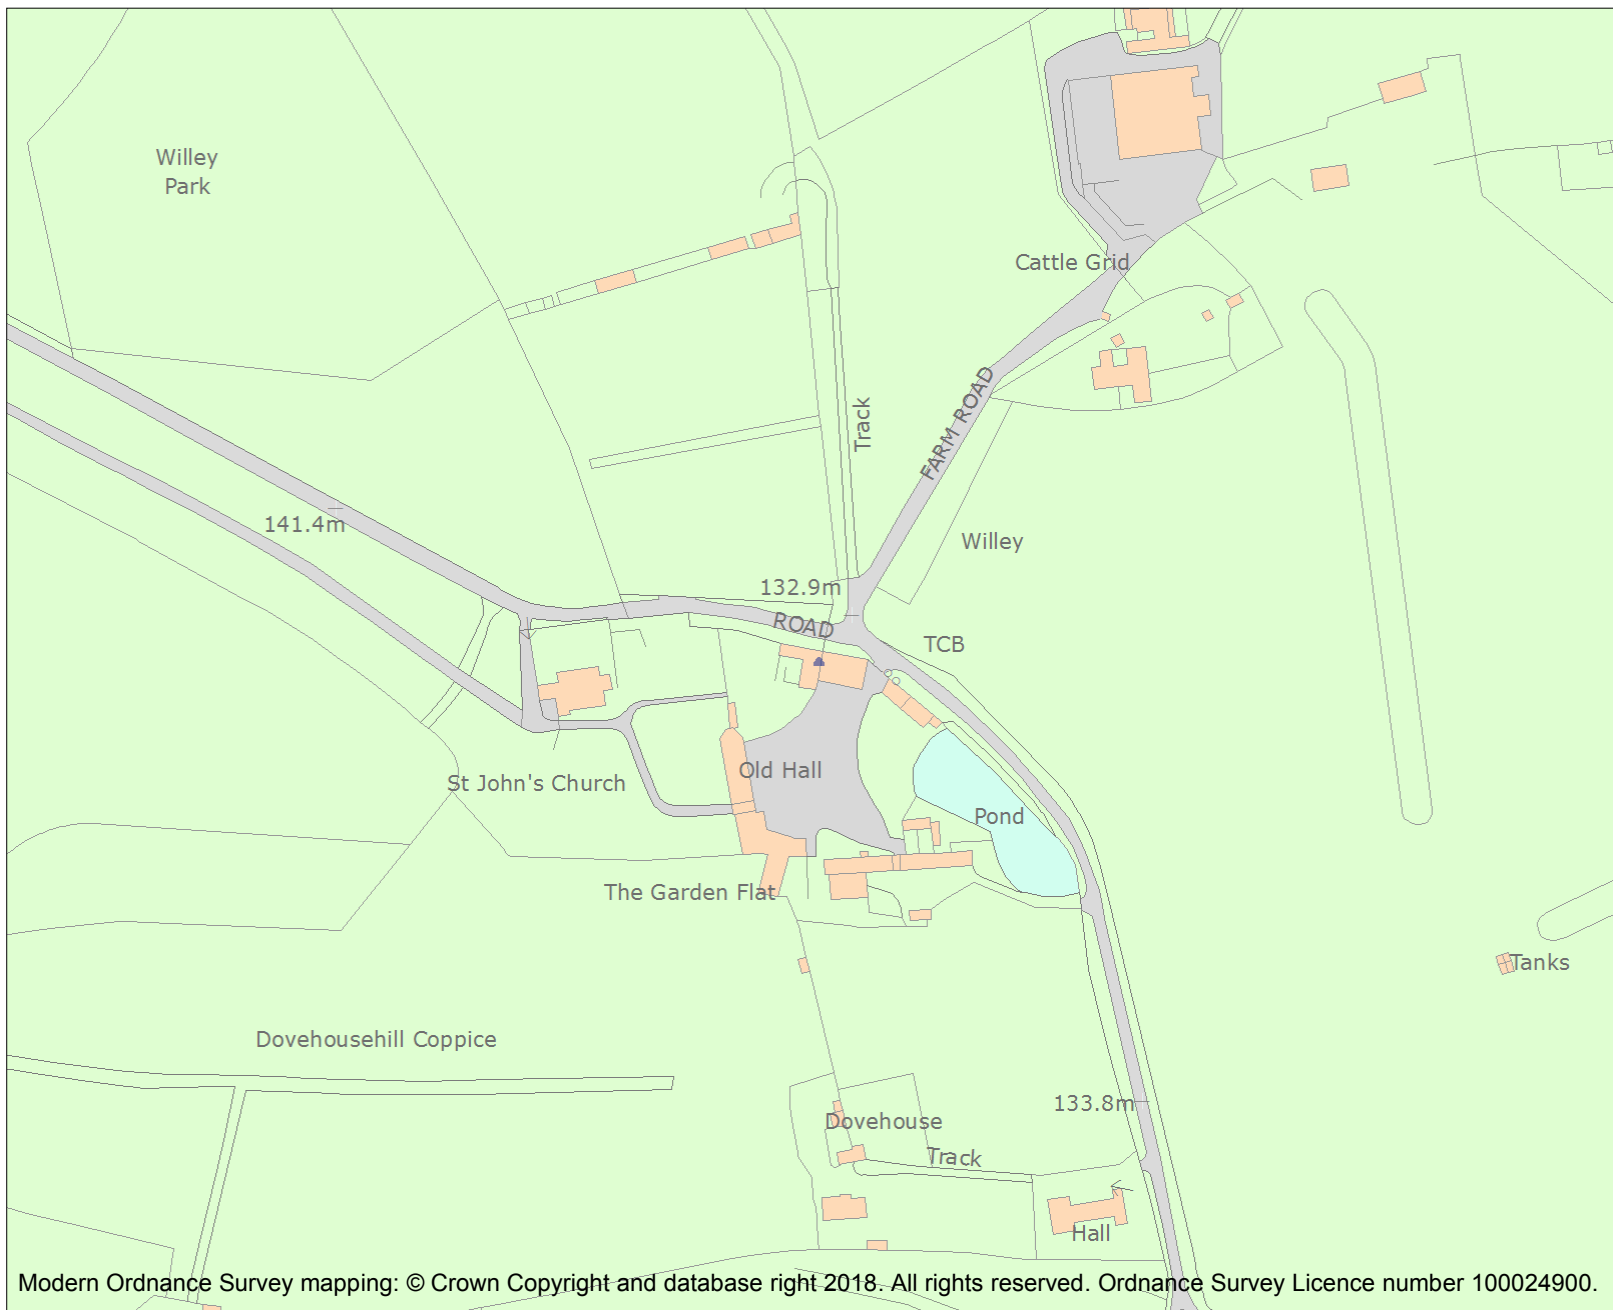 Willey
Park
Cattle Grid
FARM ROAD
Track
141.4m
Willey
132.9m
ROAD
TCB
Old Hall
St John's Church
Pond
The Garden Flat
Tanks
Dovehousehill Coppice
133.8m
Dovehouse
Track
Hall
Modern Ordnance Survey mapping: © Crown Copyright and database right 2018. All rights reserved. Ordnance Survey Licence number 100024900.